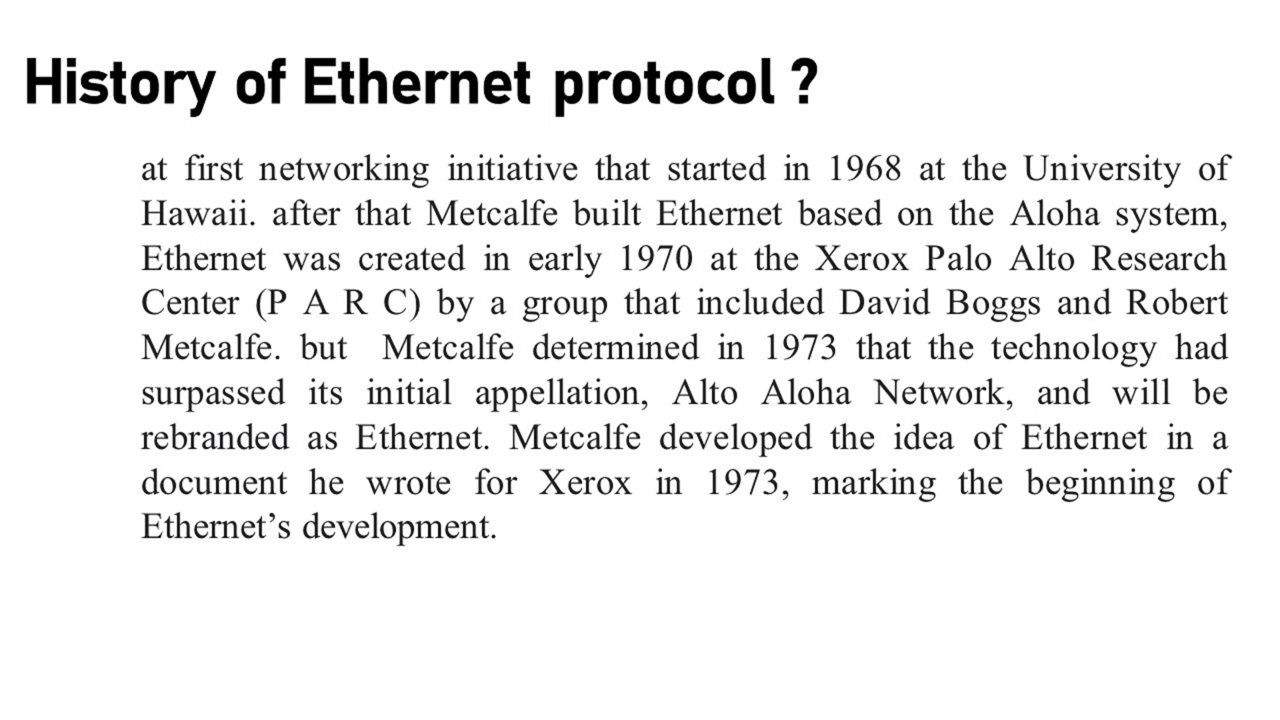 History of Ethernet protocol ?
at first networking initiative that started in 1968 at the University of
Hawaii. after that Metcalfe built Ethernet based on the Aloha system,
Ethernet was created in early 1970 at the Xerox Palo Alto Research
Center (P A R C) by a group that included David Boggs and Robert
Metcalfe. but  Metcalfe determined in 1973 that the technology had
surpassed its initial appellation, Alto Aloha Network, and will be
rebranded as Ethernet. Metcalfe developed the idea of Ethernet in a
document he wrote for Xerox in 1973, marking the beginning of
Ethernet’s development.